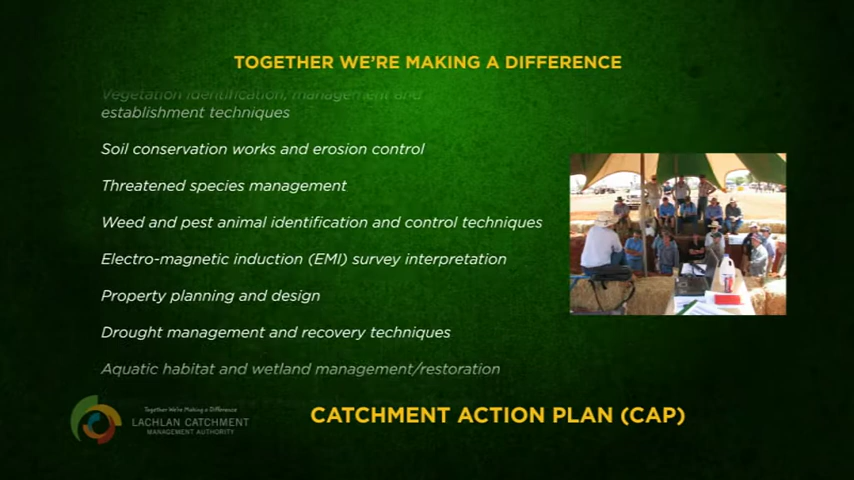 TOGETHER WE'RE MAKING A DIFFERENCE
Vegetation identification, management and
establishment techniques
Soil conservation works and erosion control
Threatened species management
Weed and pest animal identification and control techniques
Electro-magnetic induction (EMI) survey interpretation
Property planning and design
Drought management and recovery techniques
Aquatic habitat and wetland management/restoration
Together We're Making a Difference
LACHLAN CATCHMENT
MANAGEMENT AUTHORITY
CATCHMENT ACTION PLAN (CAP)